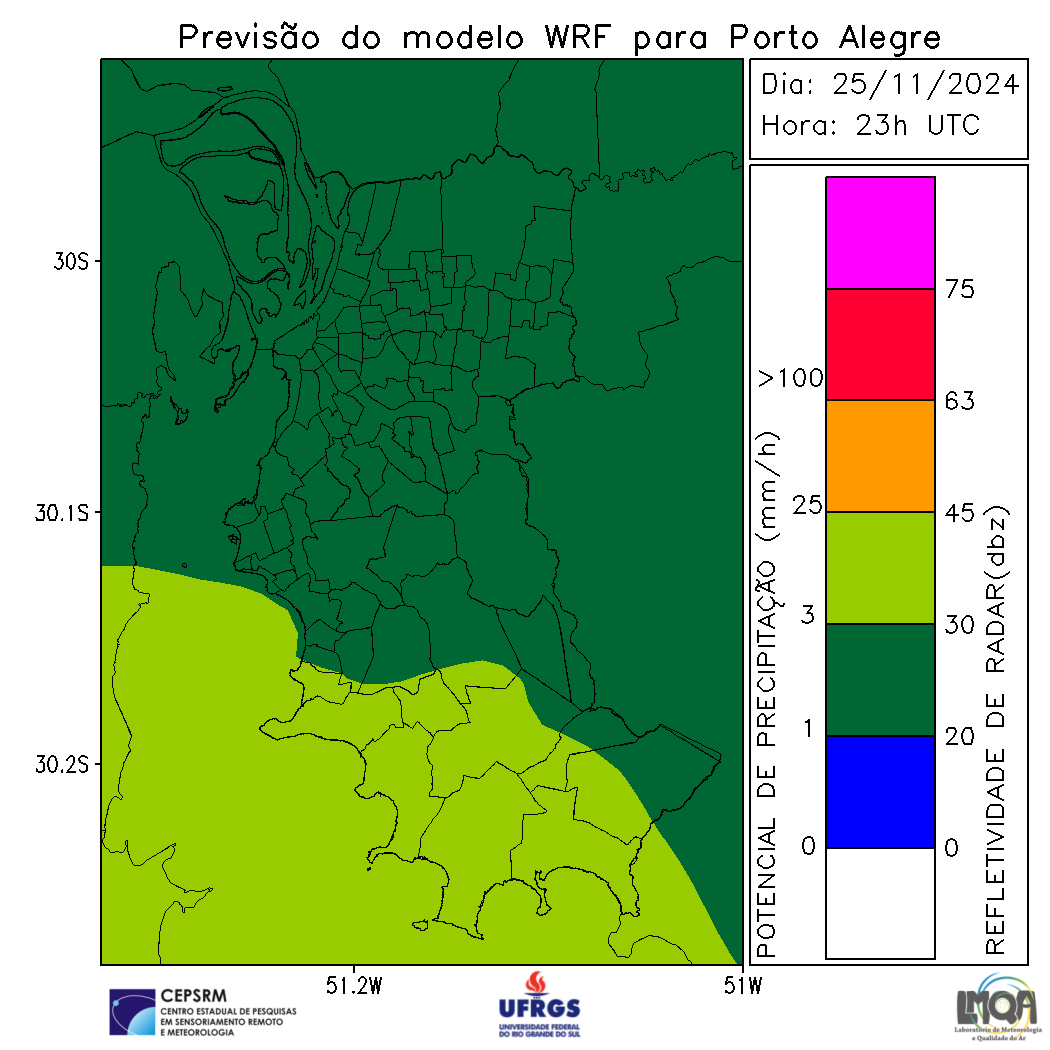 Previsão do modelo WRF para Porto Alegre
Dia: 25/11/2024
Hora: 23h UTC
30S
30.1S
30.2S
51.2W
51W
POTENCIAL DE PRECIPITAÇÃO (mm/h)
>100
25
3
1
0
75
63
45
30
20
0
REFLETIVIDADE DE RADAR(dbz)
CEPSRM
CENTRO ESTADUAL DE PESQUISAS
EM SENSORIAMENTO REMOTO
E METEOROLOGIA
UFRGS
UNIVERSIDADE FEDERAL
DO RIO GRANDE DO SUL
LMQA
Laboratório de Meteorologia
e Qualidade do Ar